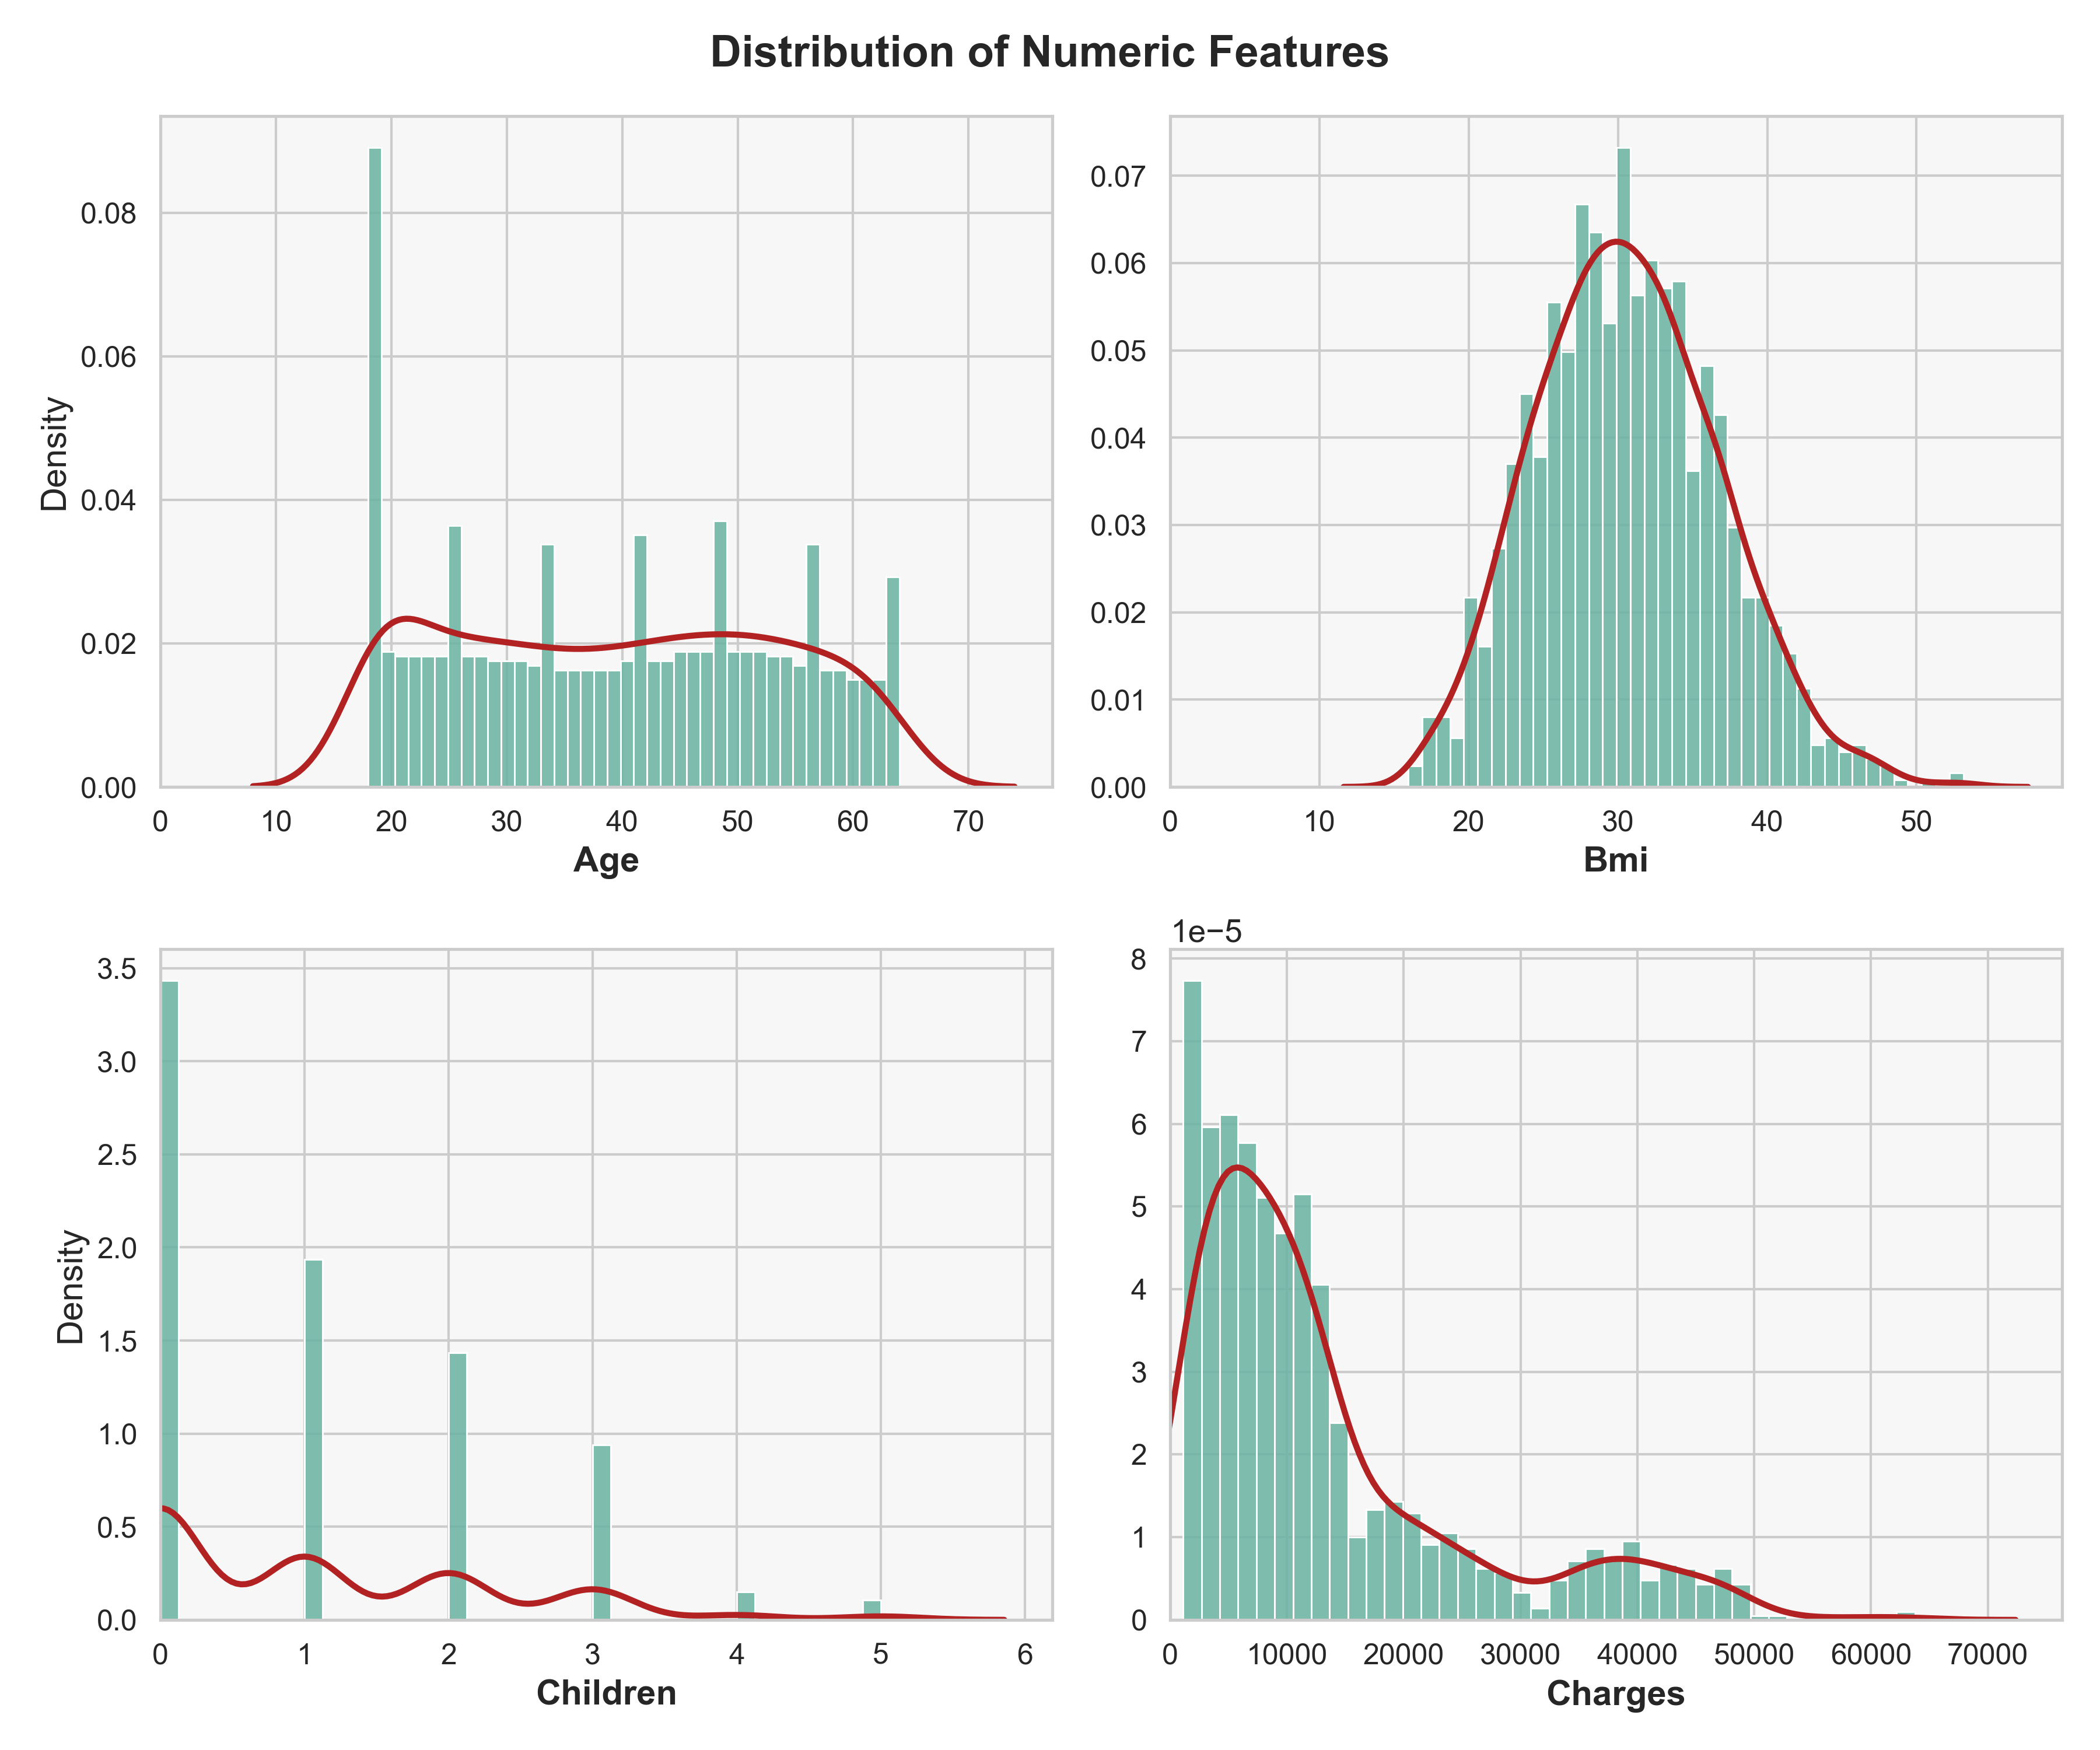 Distribution of Numeric Features
Density
0.08
0.06
0.04
0.02
0.00
0 10 20 30 40 50 60 70
Age
0.07
0.06
0.05
0.04
0.03
0.02
0.01
0.00
0 10 20 30 40 50
Bmi
Density
3.5
3.0
2.5
2.0
1.5
1.0
0.5
0.0
0 1 2 3 4 5 6
Children
1e−5
8
7
6
5
4
3
2
1
0
0 10000 20000 30000 40000 50000 60000 70000
Charges